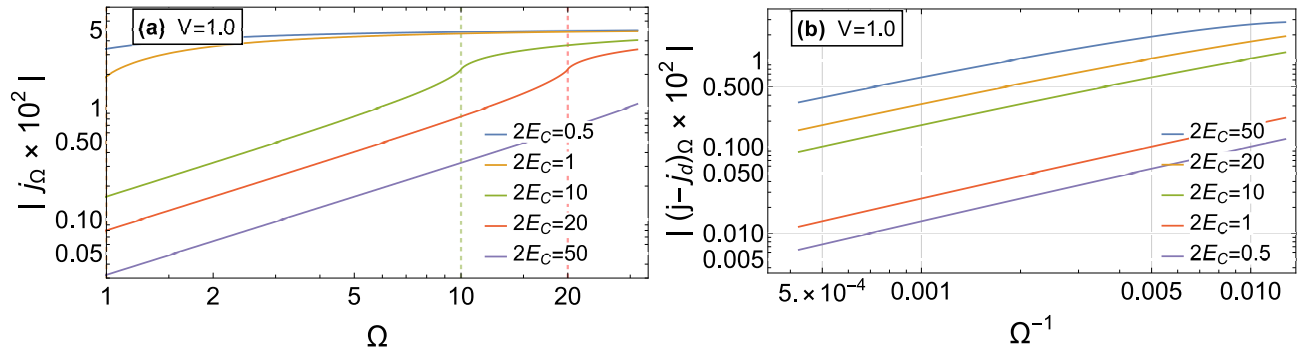 (a) V=1.0
| j_Ω × 10² |
5
1
0.50
0.10
0.05
2E_C=0.5
2E_C=1
2E_C=10
2E_C=20
2E_C=50
1 2 5 10 20
Ω
(b) V=1.0
| (j− j_d)_Ω × 10² |
1
0.500
0.100
0.050
0.010
0.005
2E_C=50
2E_C=20
2E_C=10
2E_C=1
2E_C=0.5
5.×10⁻⁴ 0.001 0.005 0.010
Ω⁻¹